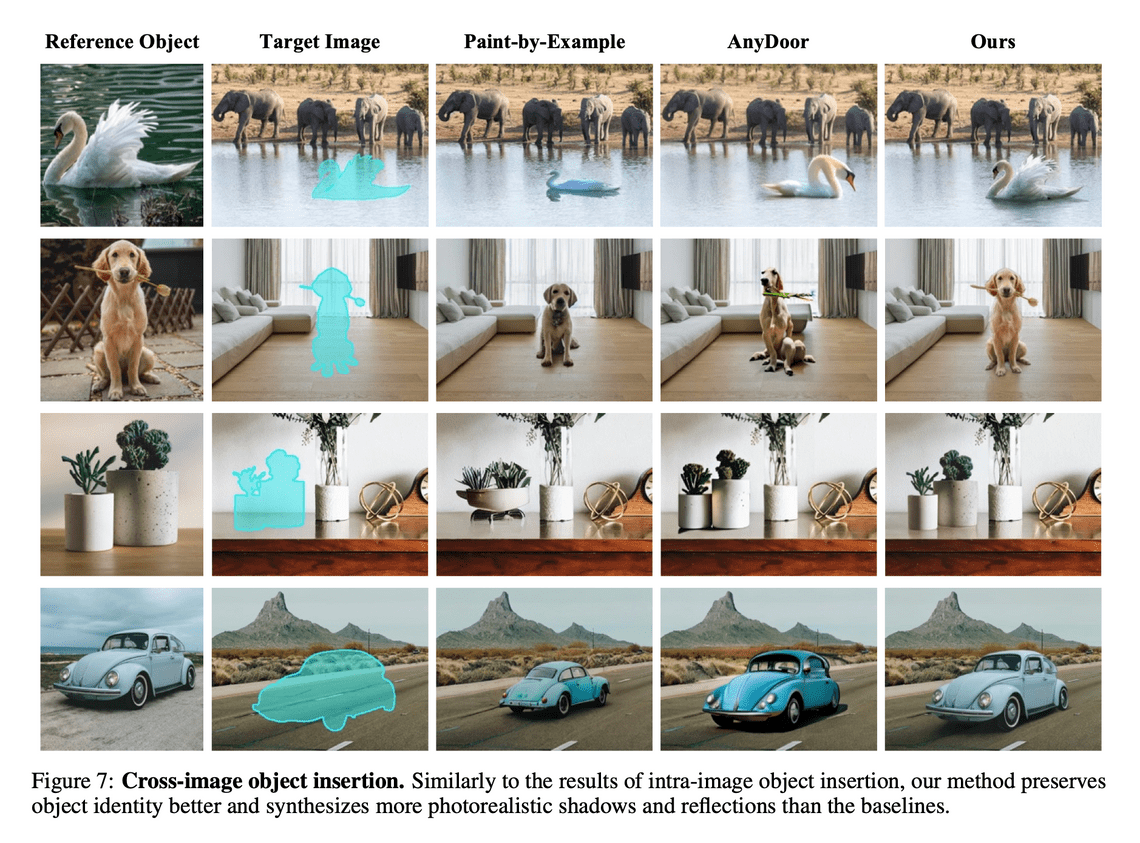 Reference Object Target Image Paint-by-Example AnyDoor Ours
Figure 7: Cross-image object insertion. Similarly to the results of intra-image object insertion, our method preserves
object identity better and synthesizes more photorealistic shadows and reflections than the baselines.